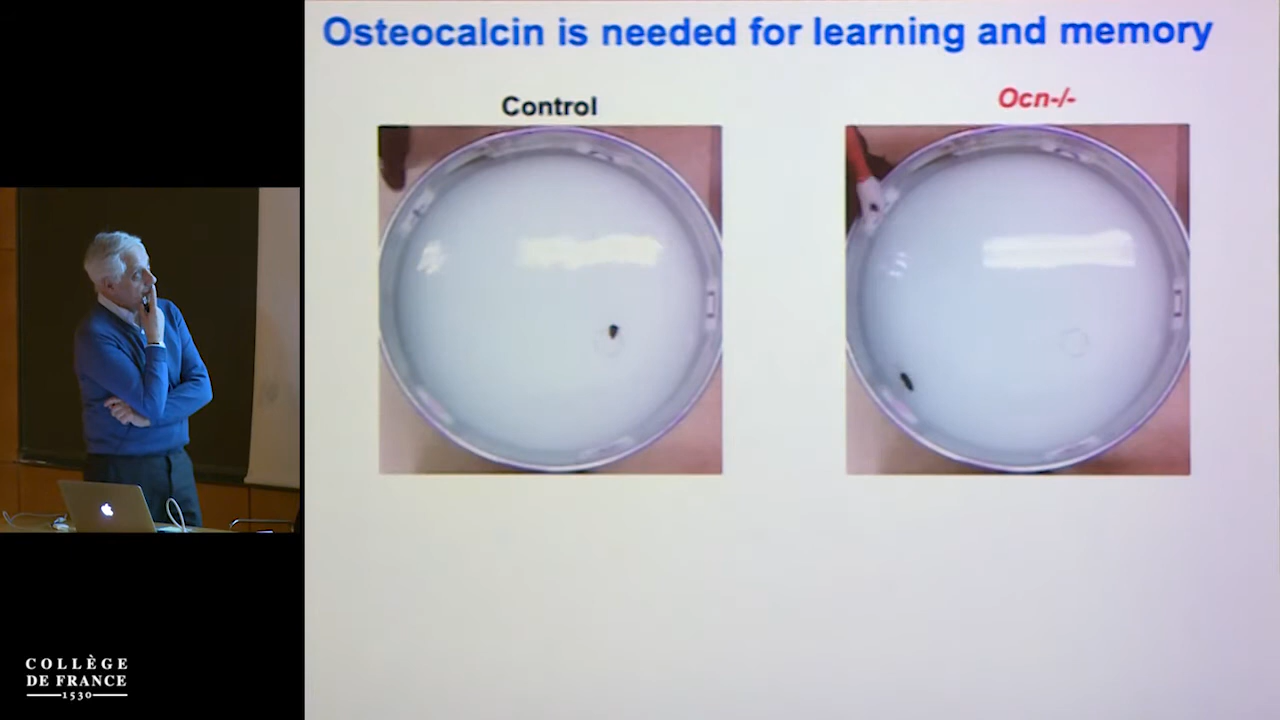 Osteocalcin is needed for learning and memory
Control
Ocn-/-
COLLÈGE
DE FRANCE
1530